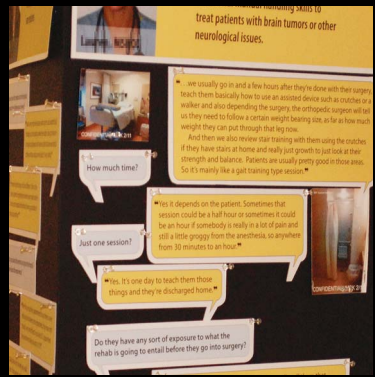 handling skills to
treat patients with brain tumors or other
neurological issues.
Lauren,
"...we usually go in and a few hours after they're done with their surgery,
teach them basically how to use an assisted device such as crutches or a
walker and also depending on the surgery, the orthopedic surgeon will tell
us they need to follow a certain weight bearing size, as far as how much
weight they can put through that leg now.
And then we also review stair training with them using the crutches
if they have stairs at home and really just growth to just look at their
strength and balance. Patients are usually pretty good in those areas.
So it's mainly like a gait training type session."
CONFIDENTIAL 2/11
How much time?
"Yes it depends on the patient. Sometimes that
session could be a half hour or sometimes it could
be an hour if somebody is really in a lot of pain and
still a little groggy from the anesthesia, so anywhere
from 30 minutes to an hour."
Just one session?
CONFIDENTIAL 2/11
"Yes. It's one day to teach them those
things and they're discharged home."
Do they have any sort of exposure to what the
rehab is going to entail before they go into surgery?